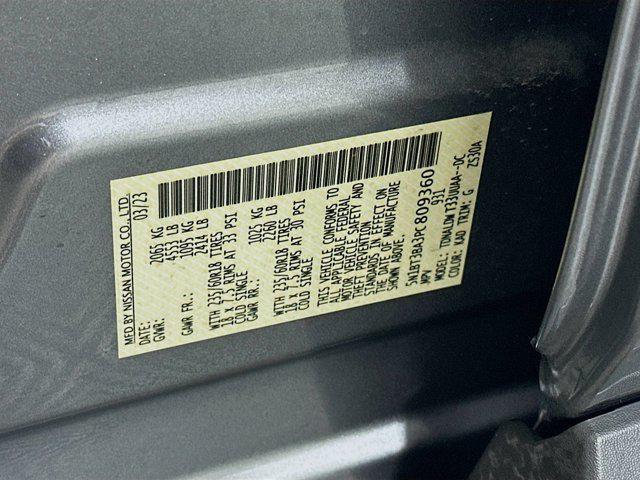 MFD BY NISSAN MOTOR CO., LTD.
DATE: 03/23
GVWR: 2065 KG
4553 LB
GAWR FR.: 1095 KG
2414 LB
WITH 235/60R18 TIRES
18 X 7.5 RIMS AT 33 PSI
COLD SINGLE
GAWR RR.: 1025 KG
2260 LB
WITH 235/60R18 TIRES
18 X 7.5 RIMS AT 30 PSI
COLD SINGLE
THIS VEHICLE CONFORMS TO
ALL APPLICABLE FEDERAL
MOTOR VEHICLE SAFETY AND
THEFT PREVENTION
STANDARDS IN EFFECT ON
THE DATE OF MANUFACTURE
SHOWN ABOVE.
5N1BT3BA3PC809360
MPV 931
MODEL:
COLOR: KAD TRIM: G
ZS30A